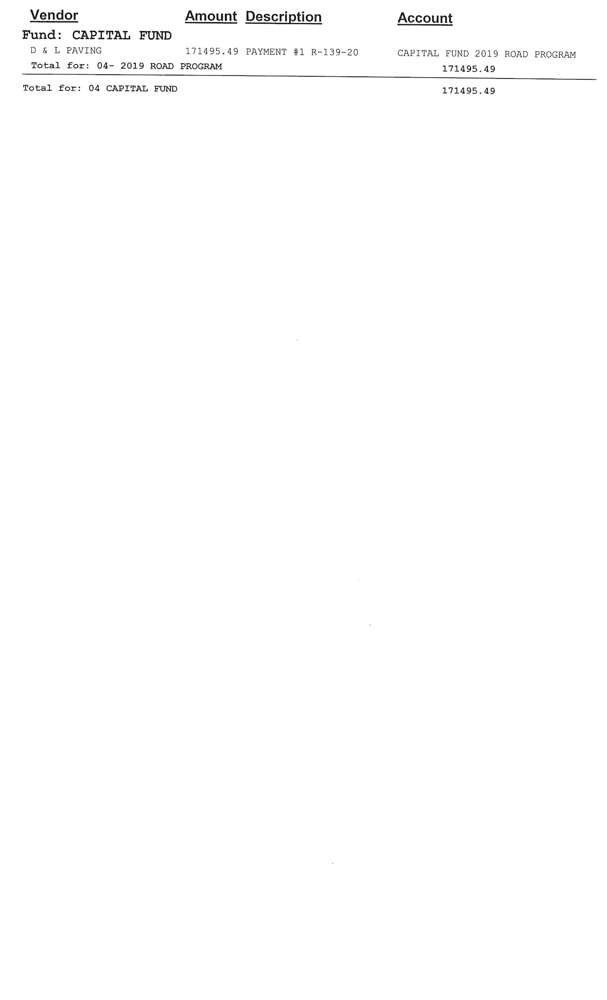 Vendor Amount Description Account
Fund: CAPITAL FUND
D & L PAVING 171495.49 PAYMENT #1 R-139-20 CAPITAL FUND 2019 ROAD PROGRAM
Total for: 04- 2019 ROAD PROGRAM 171495.49
Total for: 04 CAPITAL FUND 171495.49